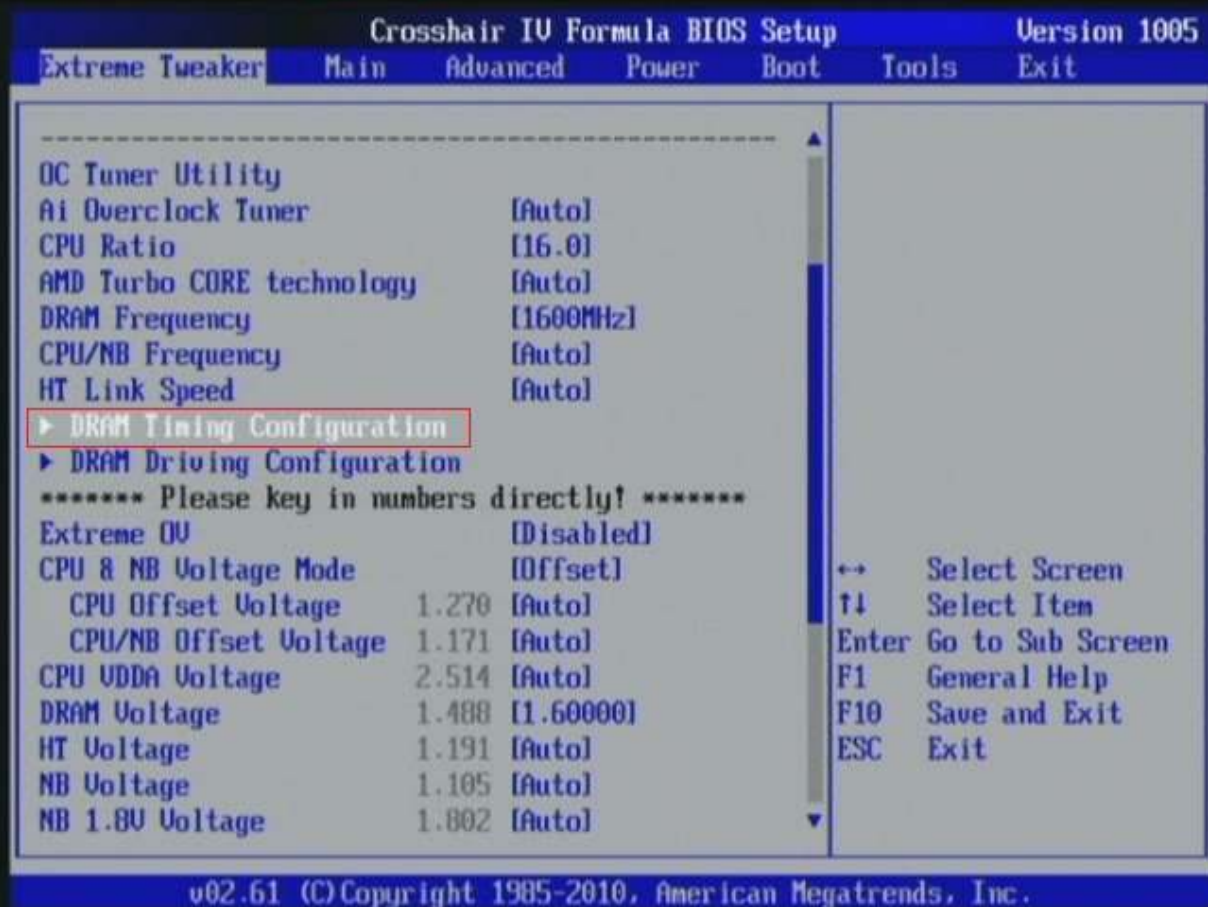 Crosshair IV Formula BIOS Setup Version 1005
Extreme Tweaker Main Advanced Power Boot Tools Exit
OC Tuner Utility
Ai Overclock Tuner [Auto]
CPU Ratio [16.0]
AMD Turbo CORE technology [Auto]
DRAM Frequency [1600MHz]
CPU/NB Frequency [Auto]
HT Link Speed [Auto]
▶ DRAM Timing Configuration
▶ DRAM Driving Configuration
******* Please key in numbers directly! *******
Extreme OV [Disabled]
CPU & NB Voltage Mode [Offset]
CPU Offset Voltage 1.270 [Auto]
CPU/NB Offset Voltage 1.171 [Auto]
CPU VDDA Voltage 2.514 [Auto]
DRAM Voltage 1.488 [1.60000]
HT Voltage 1.191 [Auto]
NB Voltage 1.105 [Auto]
NB 1.8V Voltage 1.802 [Auto]
↔ Select Screen
↑↓ Select Item
Enter Go to Sub Screen
F1 General Help
F10 Save and Exit
ESC Exit
v02.61 (C)Copyright 1985-2010, American Megatrends, Inc.